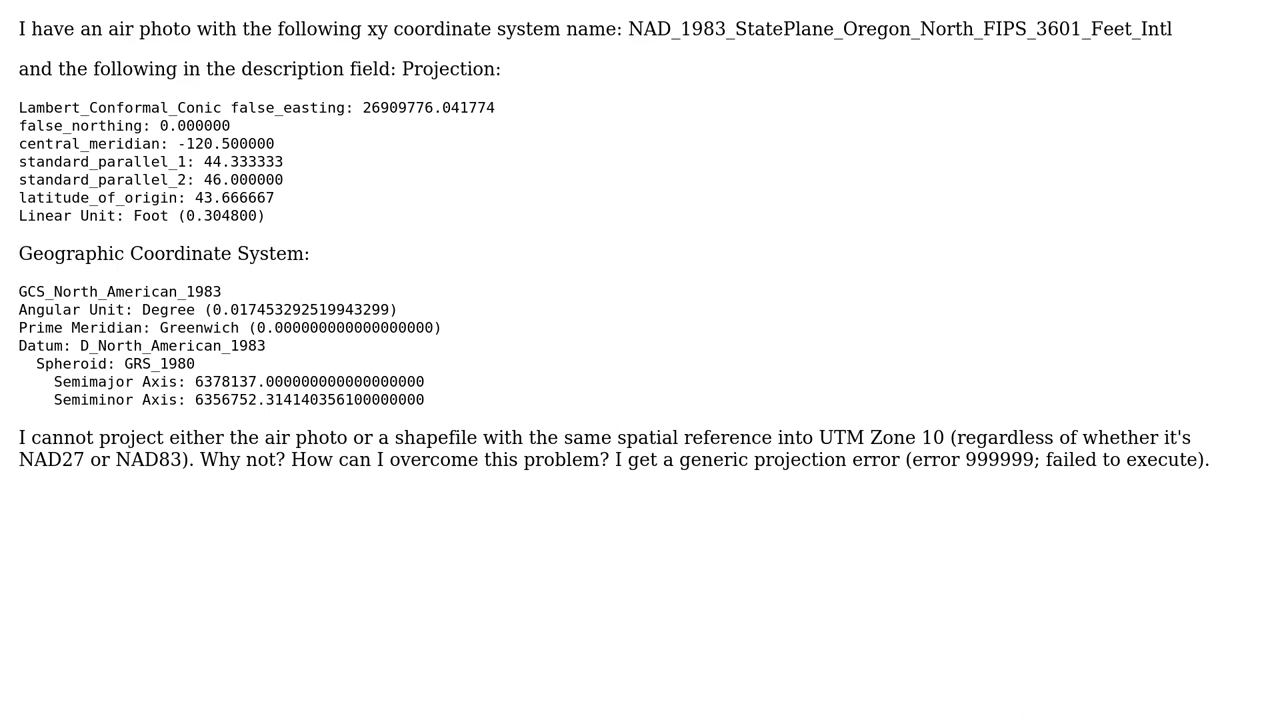 I have an air photo with the following xy coordinate system name: NAD_1983_StatePlane_Oregon_North_FIPS_3601_Feet_Intl
and the following in the description field: Projection:
Lambert_Conformal_Conic false_easting: 26909776.041774
false_northing: 0.000000
central_meridian: -120.500000
standard_parallel_1: 44.333333
standard_parallel_2: 46.000000
latitude_of_origin: 43.666667
Linear Unit: Foot (0.304800)
Geographic Coordinate System:
GCS_North_American_1983
Angular Unit: Degree (0.017453292519943299)
Prime Meridian: Greenwich (0.000000000000000000)
Datum: D_North_American_1983
Spheroid: GRS_1980
Semimajor Axis: 6378137.000000000000000000
Semiminor Axis: 6356752.314140356100000000
I cannot project either the air photo or a shapefile with the same spatial reference into UTM Zone 10 (regardless of whether it's
NAD27 or NAD83). Why not? How can I overcome this problem? I get a generic projection error (error 999999; failed to execute).